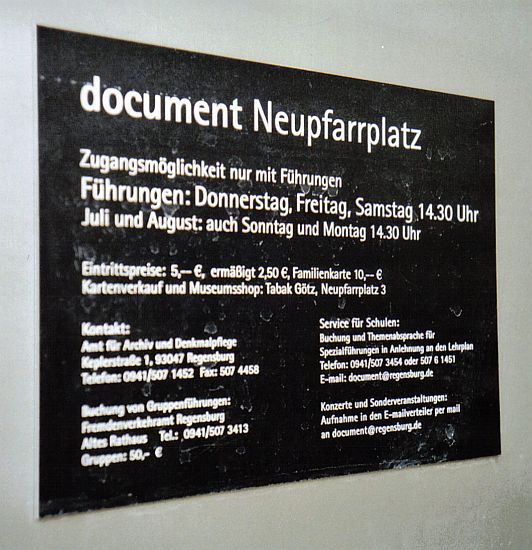 document Neupfarrplatz
Zugangsmöglichkeit nur mit Führungen
Führungen: Donnerstag, Freitag, Samstag 14.30 Uhr
Juli und August: auch Sonntag und Montag 14.30 Uhr
Eintrittspreise: 5,-- €, ermäßigt 2,50 €, Familienkarte 10,-- €
Kartenverkauf und Museumsshop: Tabak Götz, Neupfarrplatz 3
Kontakt:
Amt für Archiv und Denkmalpflege
Keplerstraße 1, 93047 Regensburg
Telefon: 0941/507 1452 Fax: 507 4458
Buchung von Gruppenführungen:
Fremdenverkehramt Regensburg
Altes Rathaus Tel.: 0941/507 3413
Gruppen: 50,- €
Service für Schulen:
Buchung und Themenabsprache für
Spezialführungen in Anlehnung an den Lehrplan
Telefon: 0941/507 3454 oder 507 6 1451
E-mail: document@regensburg.de
Konzerte und Sonderveranstaltungen:
Aufnahme in den E-mailverteiler per mail
an document@regensburg.de